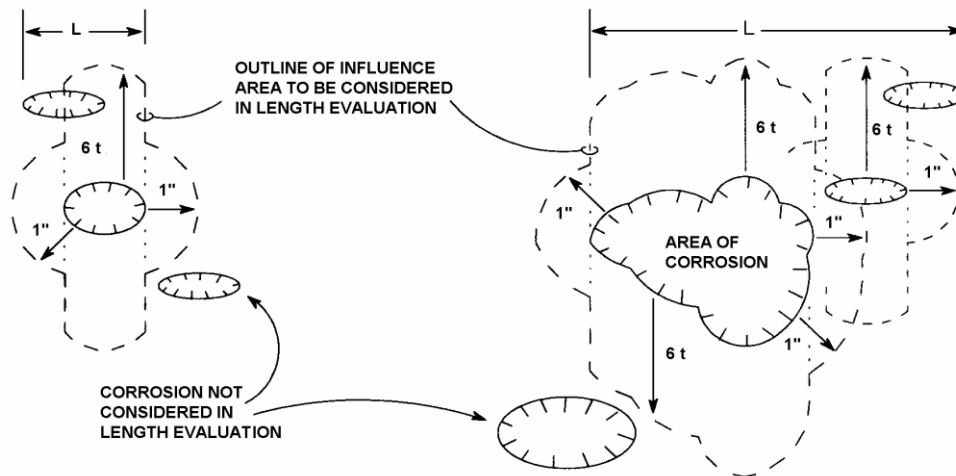 L
L
OUTLINE OF INFLUENCE
AREA TO BE CONSIDERED
IN LENGTH EVALUATION
6 t
6 t
6 t
1"
1"
1"
1"
1"
1"
AREA OF
CORROSION
6 t
CORROSION NOT
CONSIDERED IN
LENGTH EVALUATION